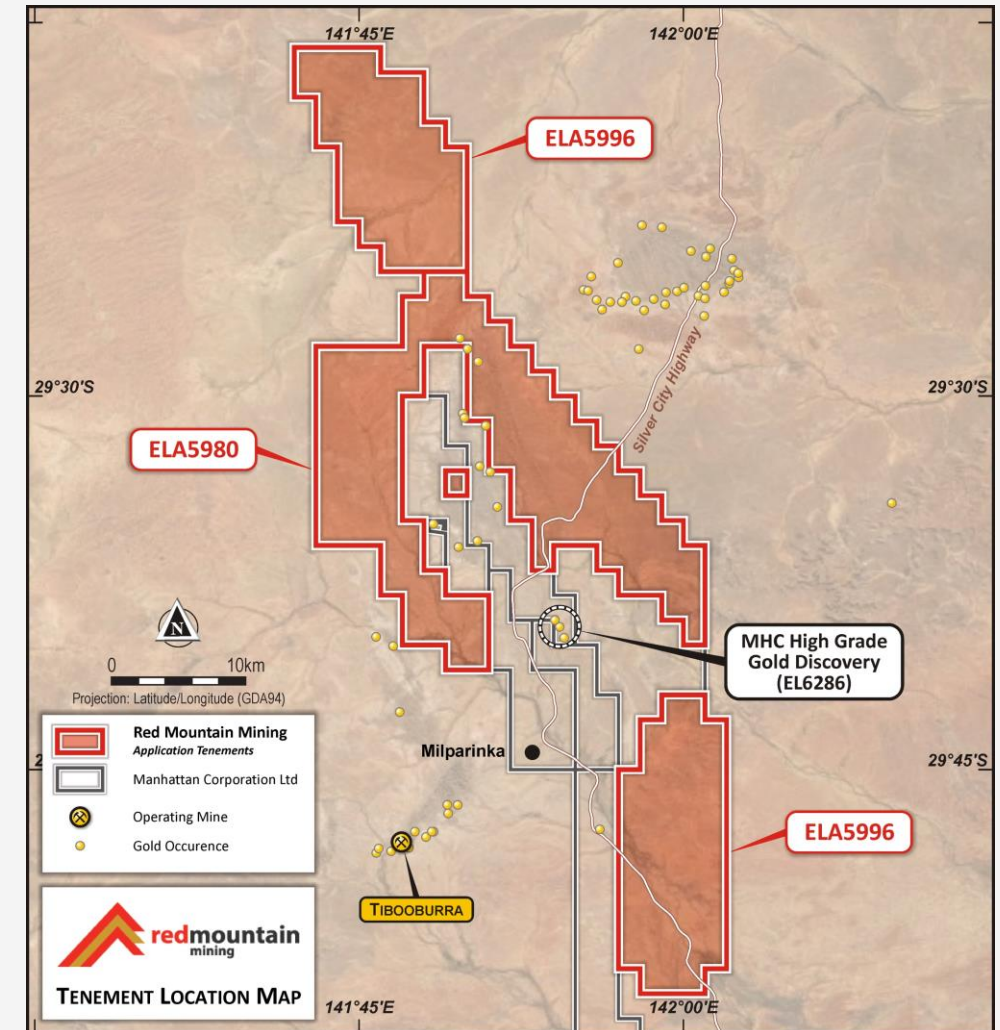 141°45'E
142°00'E
ELA5996
Silver City Highway
29°30'S
29°30'S
ELA5980
N
0 10km
Projection: Latitude/Longitude (GDA94)
MHC High Grade
Gold Discovery
(EL6286)
Red Mountain Mining
Application Tenements
Manhattan Corporation Ltd
Operating Mine
Gold Occurence
Milparinka
2
29°45'S
ELA5996
TIBOOBURRA
redmountain
mining
TENEMENT LOCATION MAP
141°45'E
142°00'E